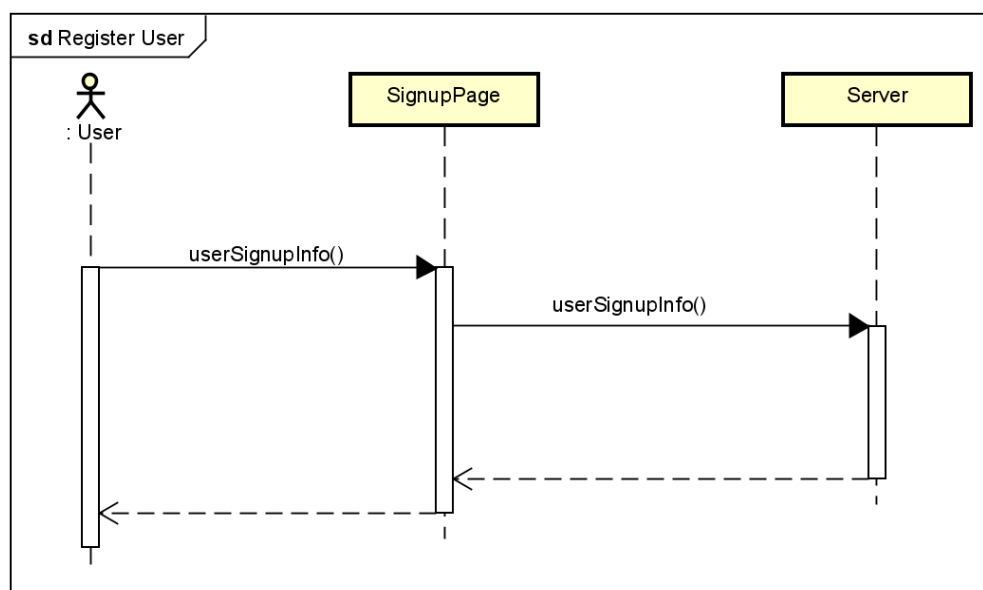 sd Register User
: User
SignupPage
Server
userSignupInfo()
userSignupInfo()